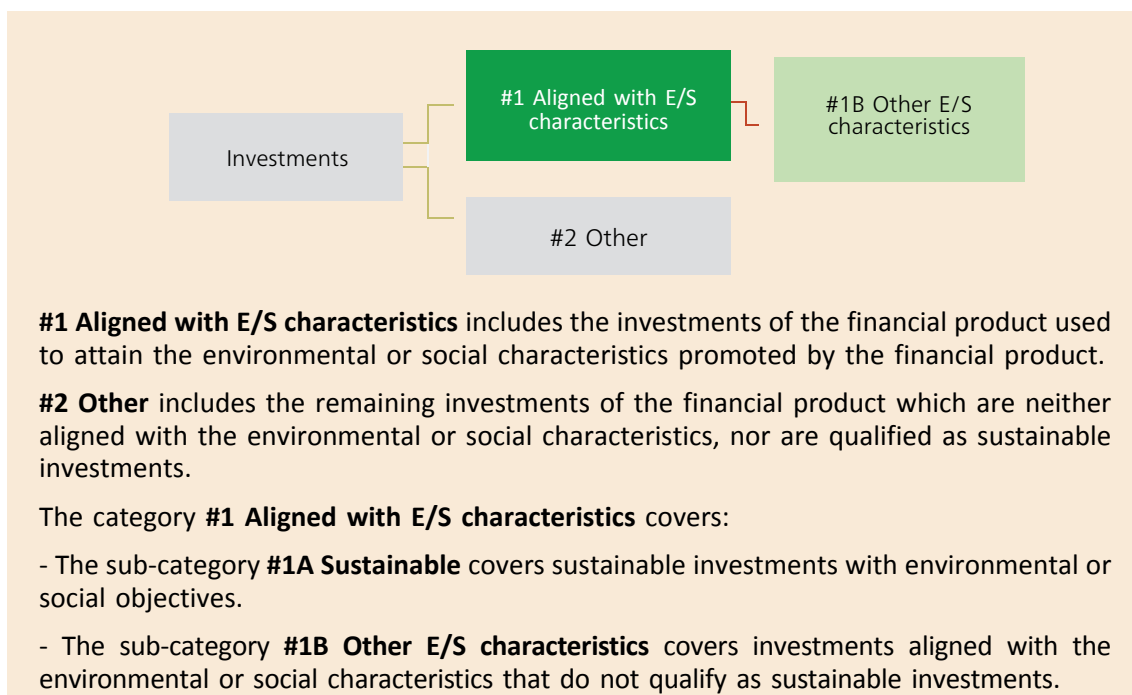 #1 Aligned with E/S
characteristics
#1B Other E/S
characteristics
Investments
#2 Other
#1 Aligned with E/S characteristics includes the investments of the financial product used
to attain the environmental or social characteristics promoted by the financial product.
#2 Other includes the remaining investments of the financial product which are neither
aligned with the environmental or social characteristics, nor are qualified as sustainable
investments.
The category #1 Aligned with E/S characteristics covers:
- The sub-category #1A Sustainable covers sustainable investments with environmental or
social objectives.
- The sub-category #1B Other E/S characteristics covers investments aligned with the
environmental or social characteristics that do not qualify as sustainable investments.